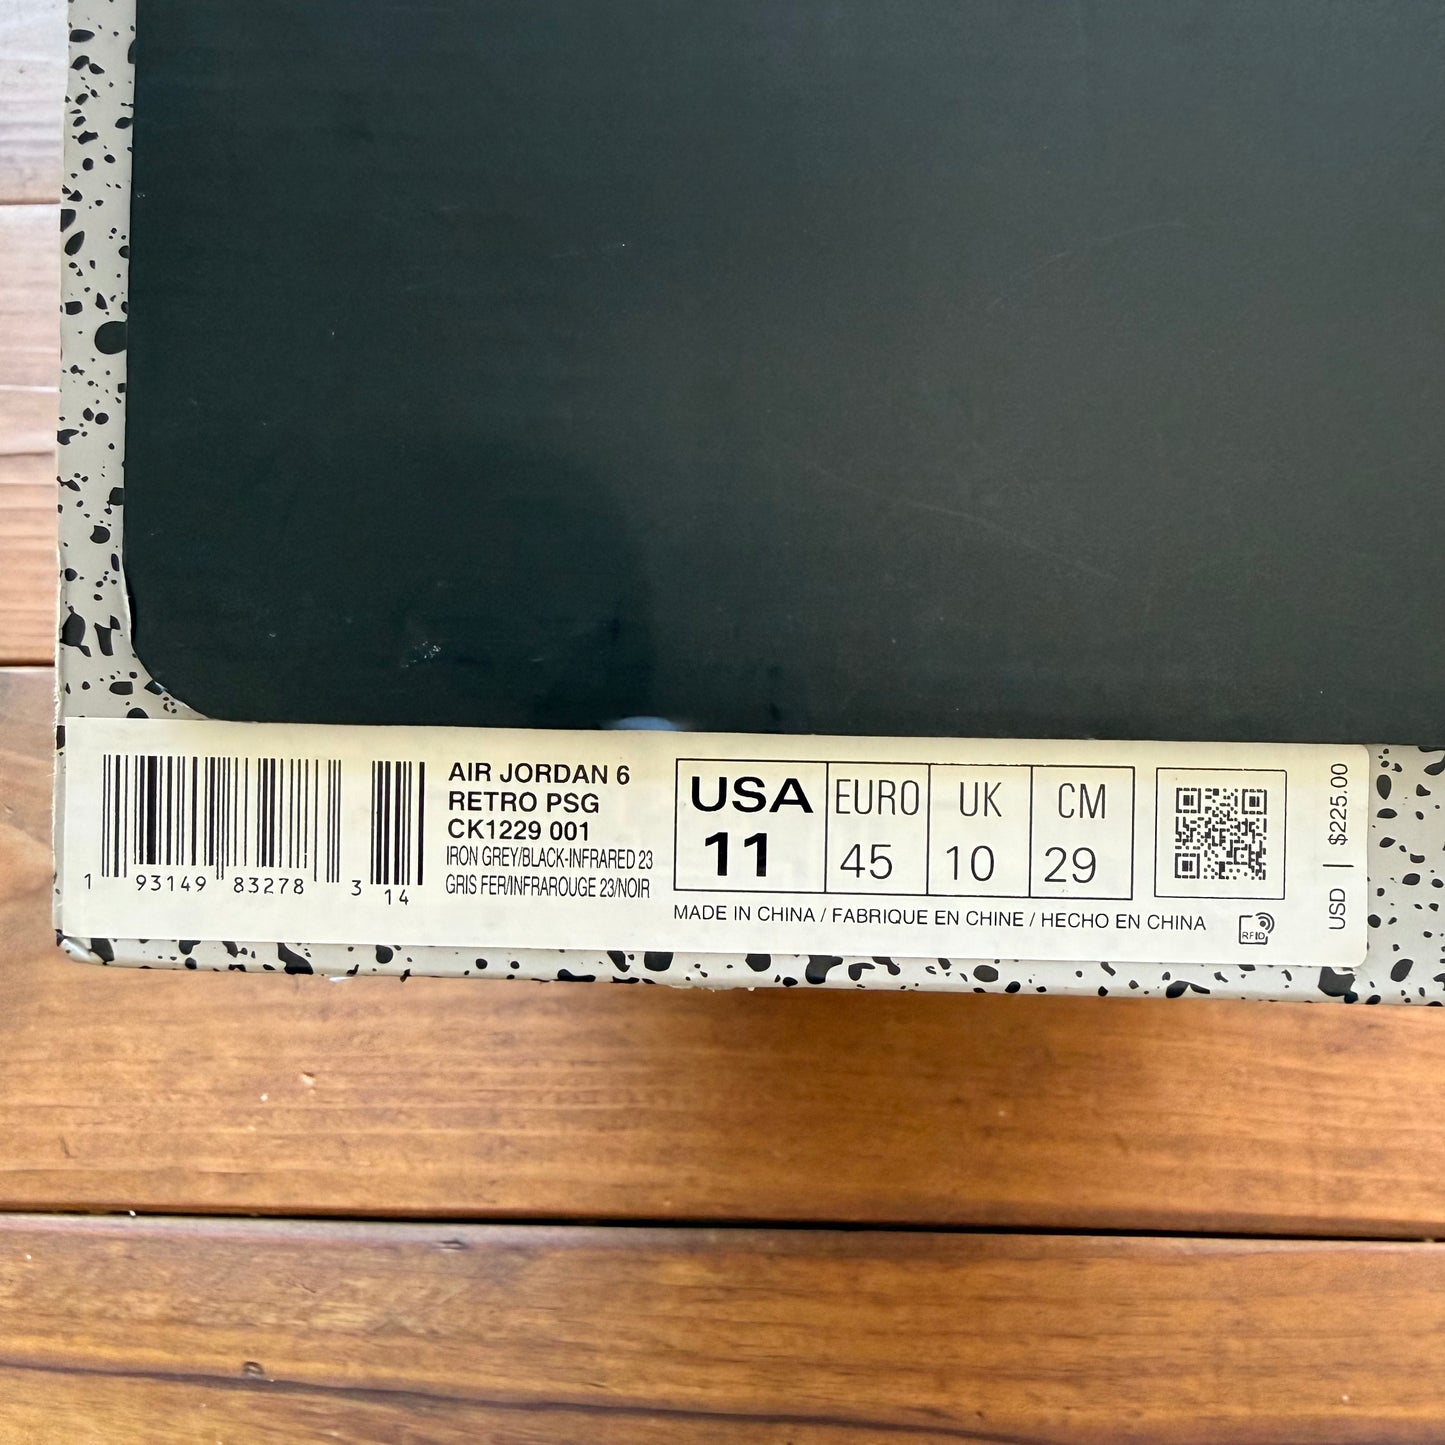 AIR JORDAN 6
RETRO PSG
CK1229 001
IRON GREY/BLACK-INFRARED 23
GRIS FER/INFRAROUGE 23/NOIR
1 93149 83278 3 14
USA EURO UK CM
11 45 10 29
MADE IN CHINA / FABRIQUE EN CHINE / HECHO EN CHINA
RFID
USD | $225.00